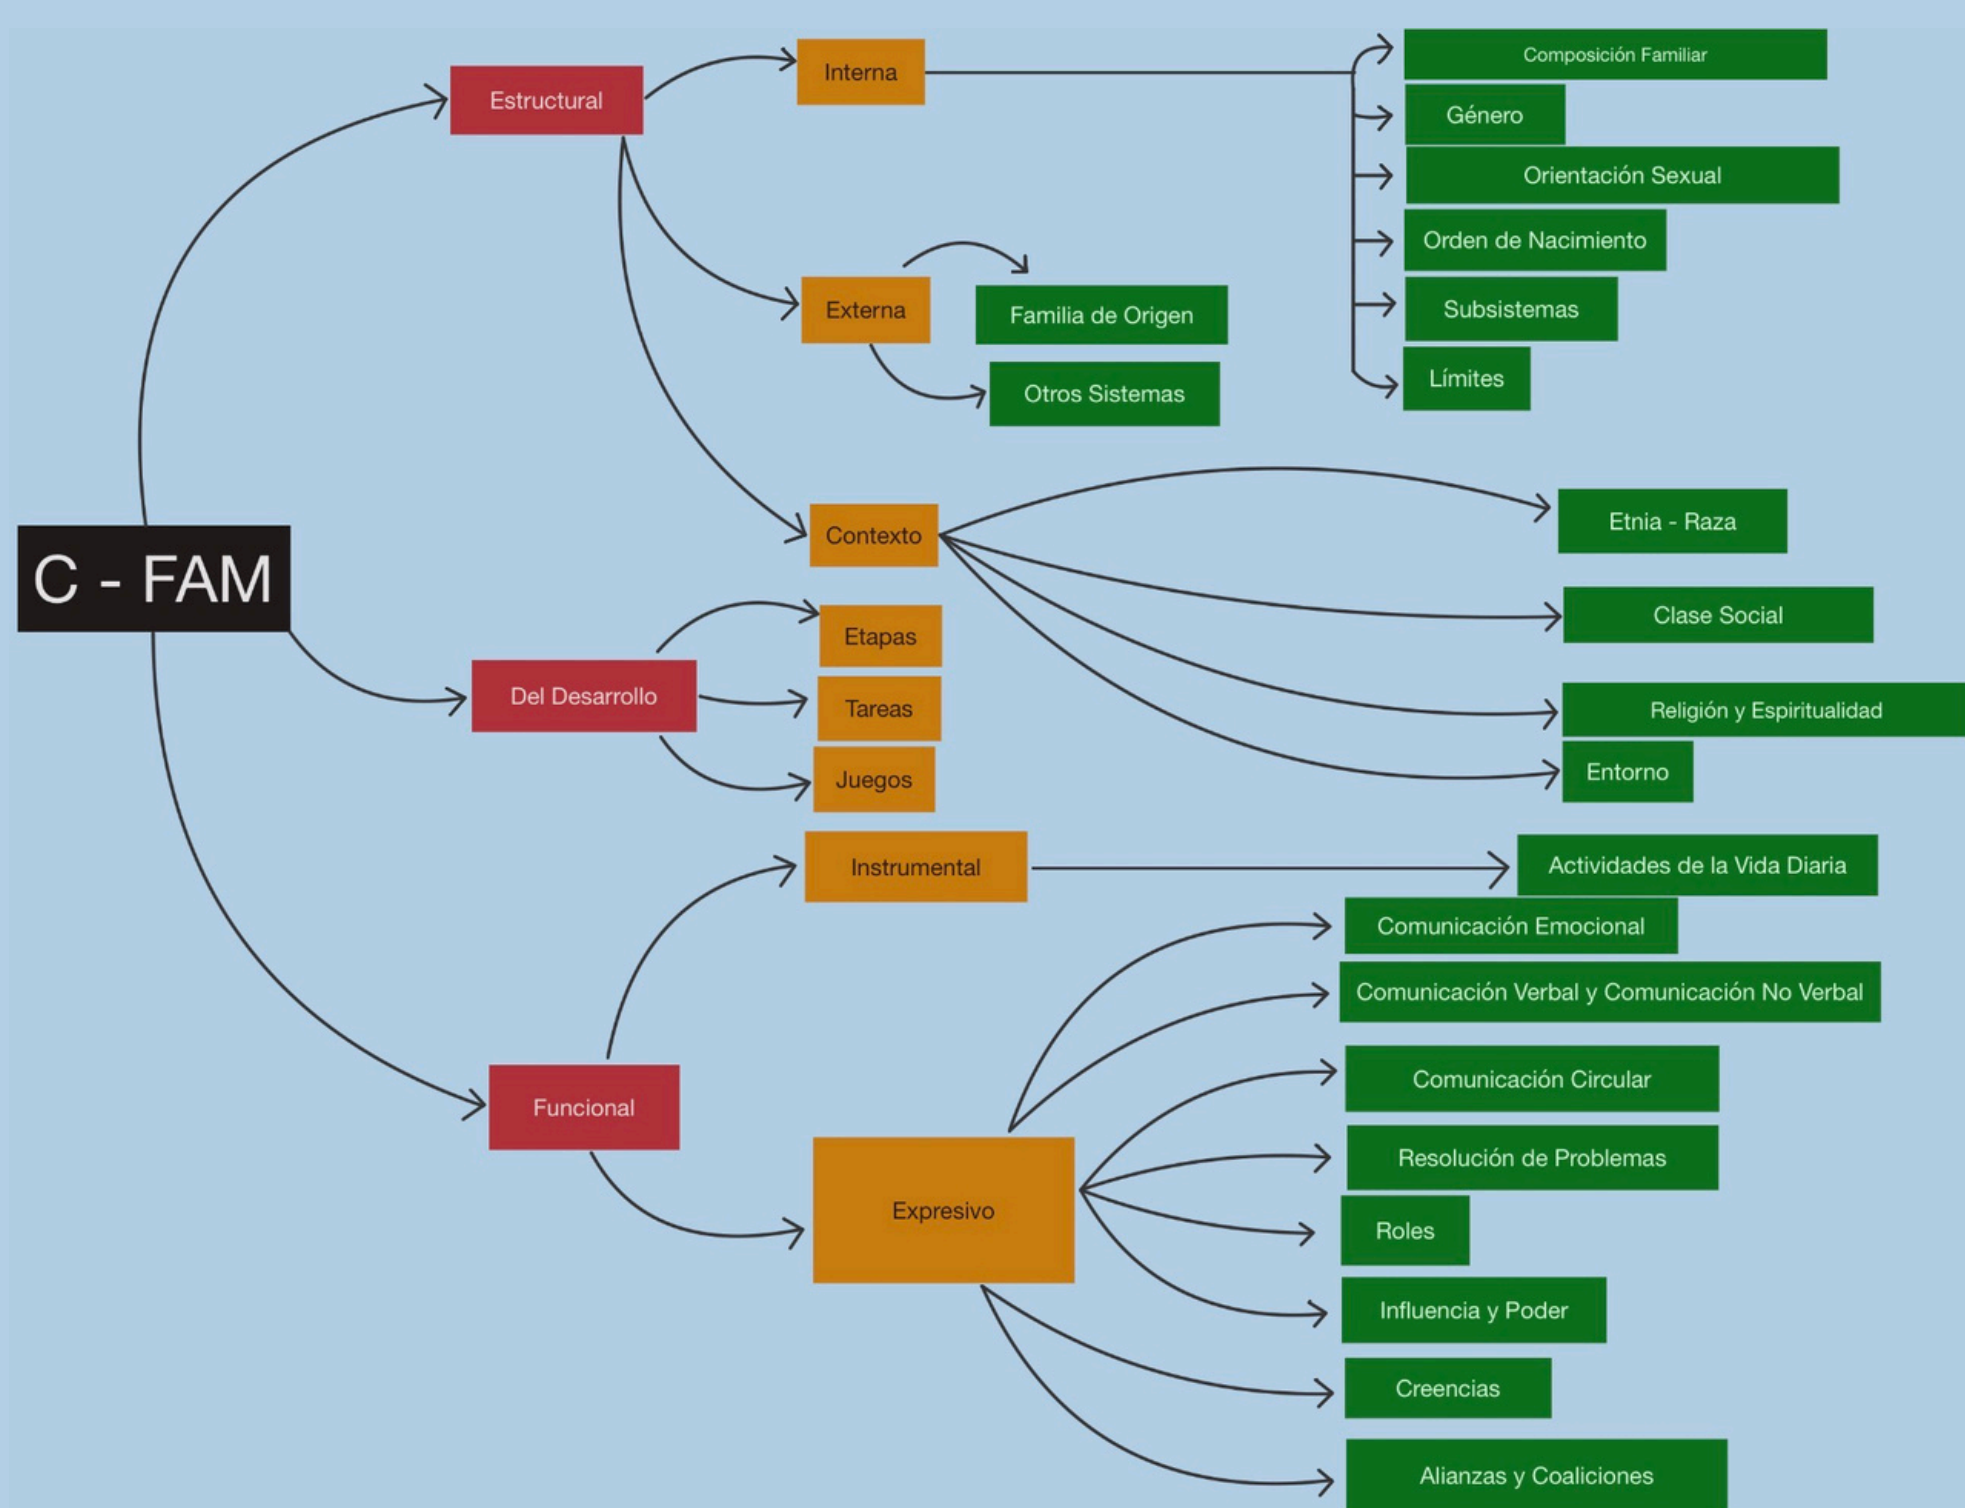 C - FAM
Estructural
Interna
Composición Familiar
Género
Orientación Sexual
Orden de Nacimiento
Subsistemas
Límites
Externa
Familia de Origen
Otros Sistemas
Contexto
Etnia - Raza
Clase Social
Religión y Espiritualidad
Entorno
Del Desarrollo
Etapas
Tareas
Juegos
Funcional
Instrumental
Actividades de la Vida Diaria
Expresivo
Comunicación Emocional
Comunicación Verbal y Comunicación No Verbal
Comunicación Circular
Resolución de Problemas
Roles
Influencia y Poder
Creencias
Alianzas y Coaliciones